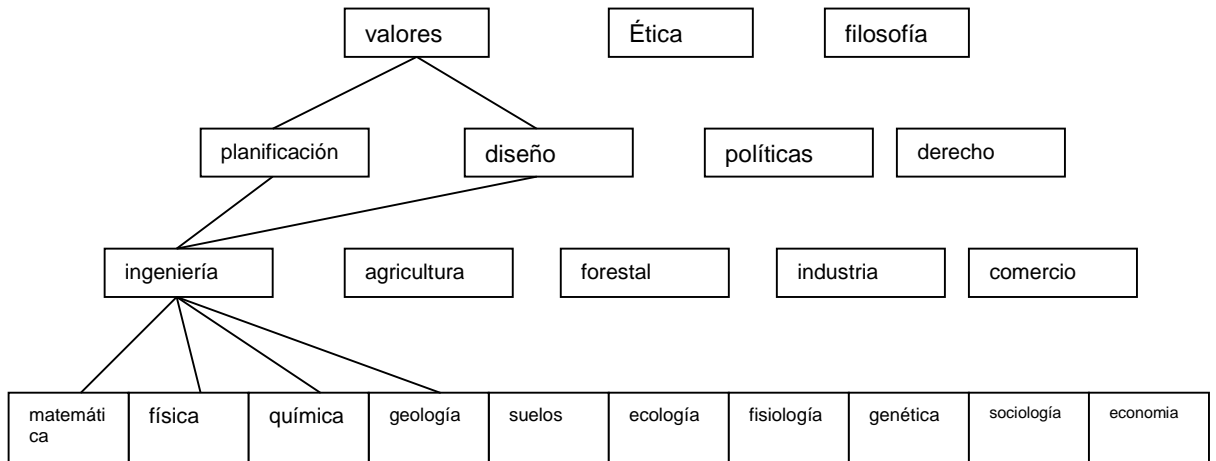 valores Ética filosofía
planificación diseño políticas derecho
ingeniería agricultura forestal industria comercio
matemáti física química geología suelos ecología fisiología genética sociología economia
ca